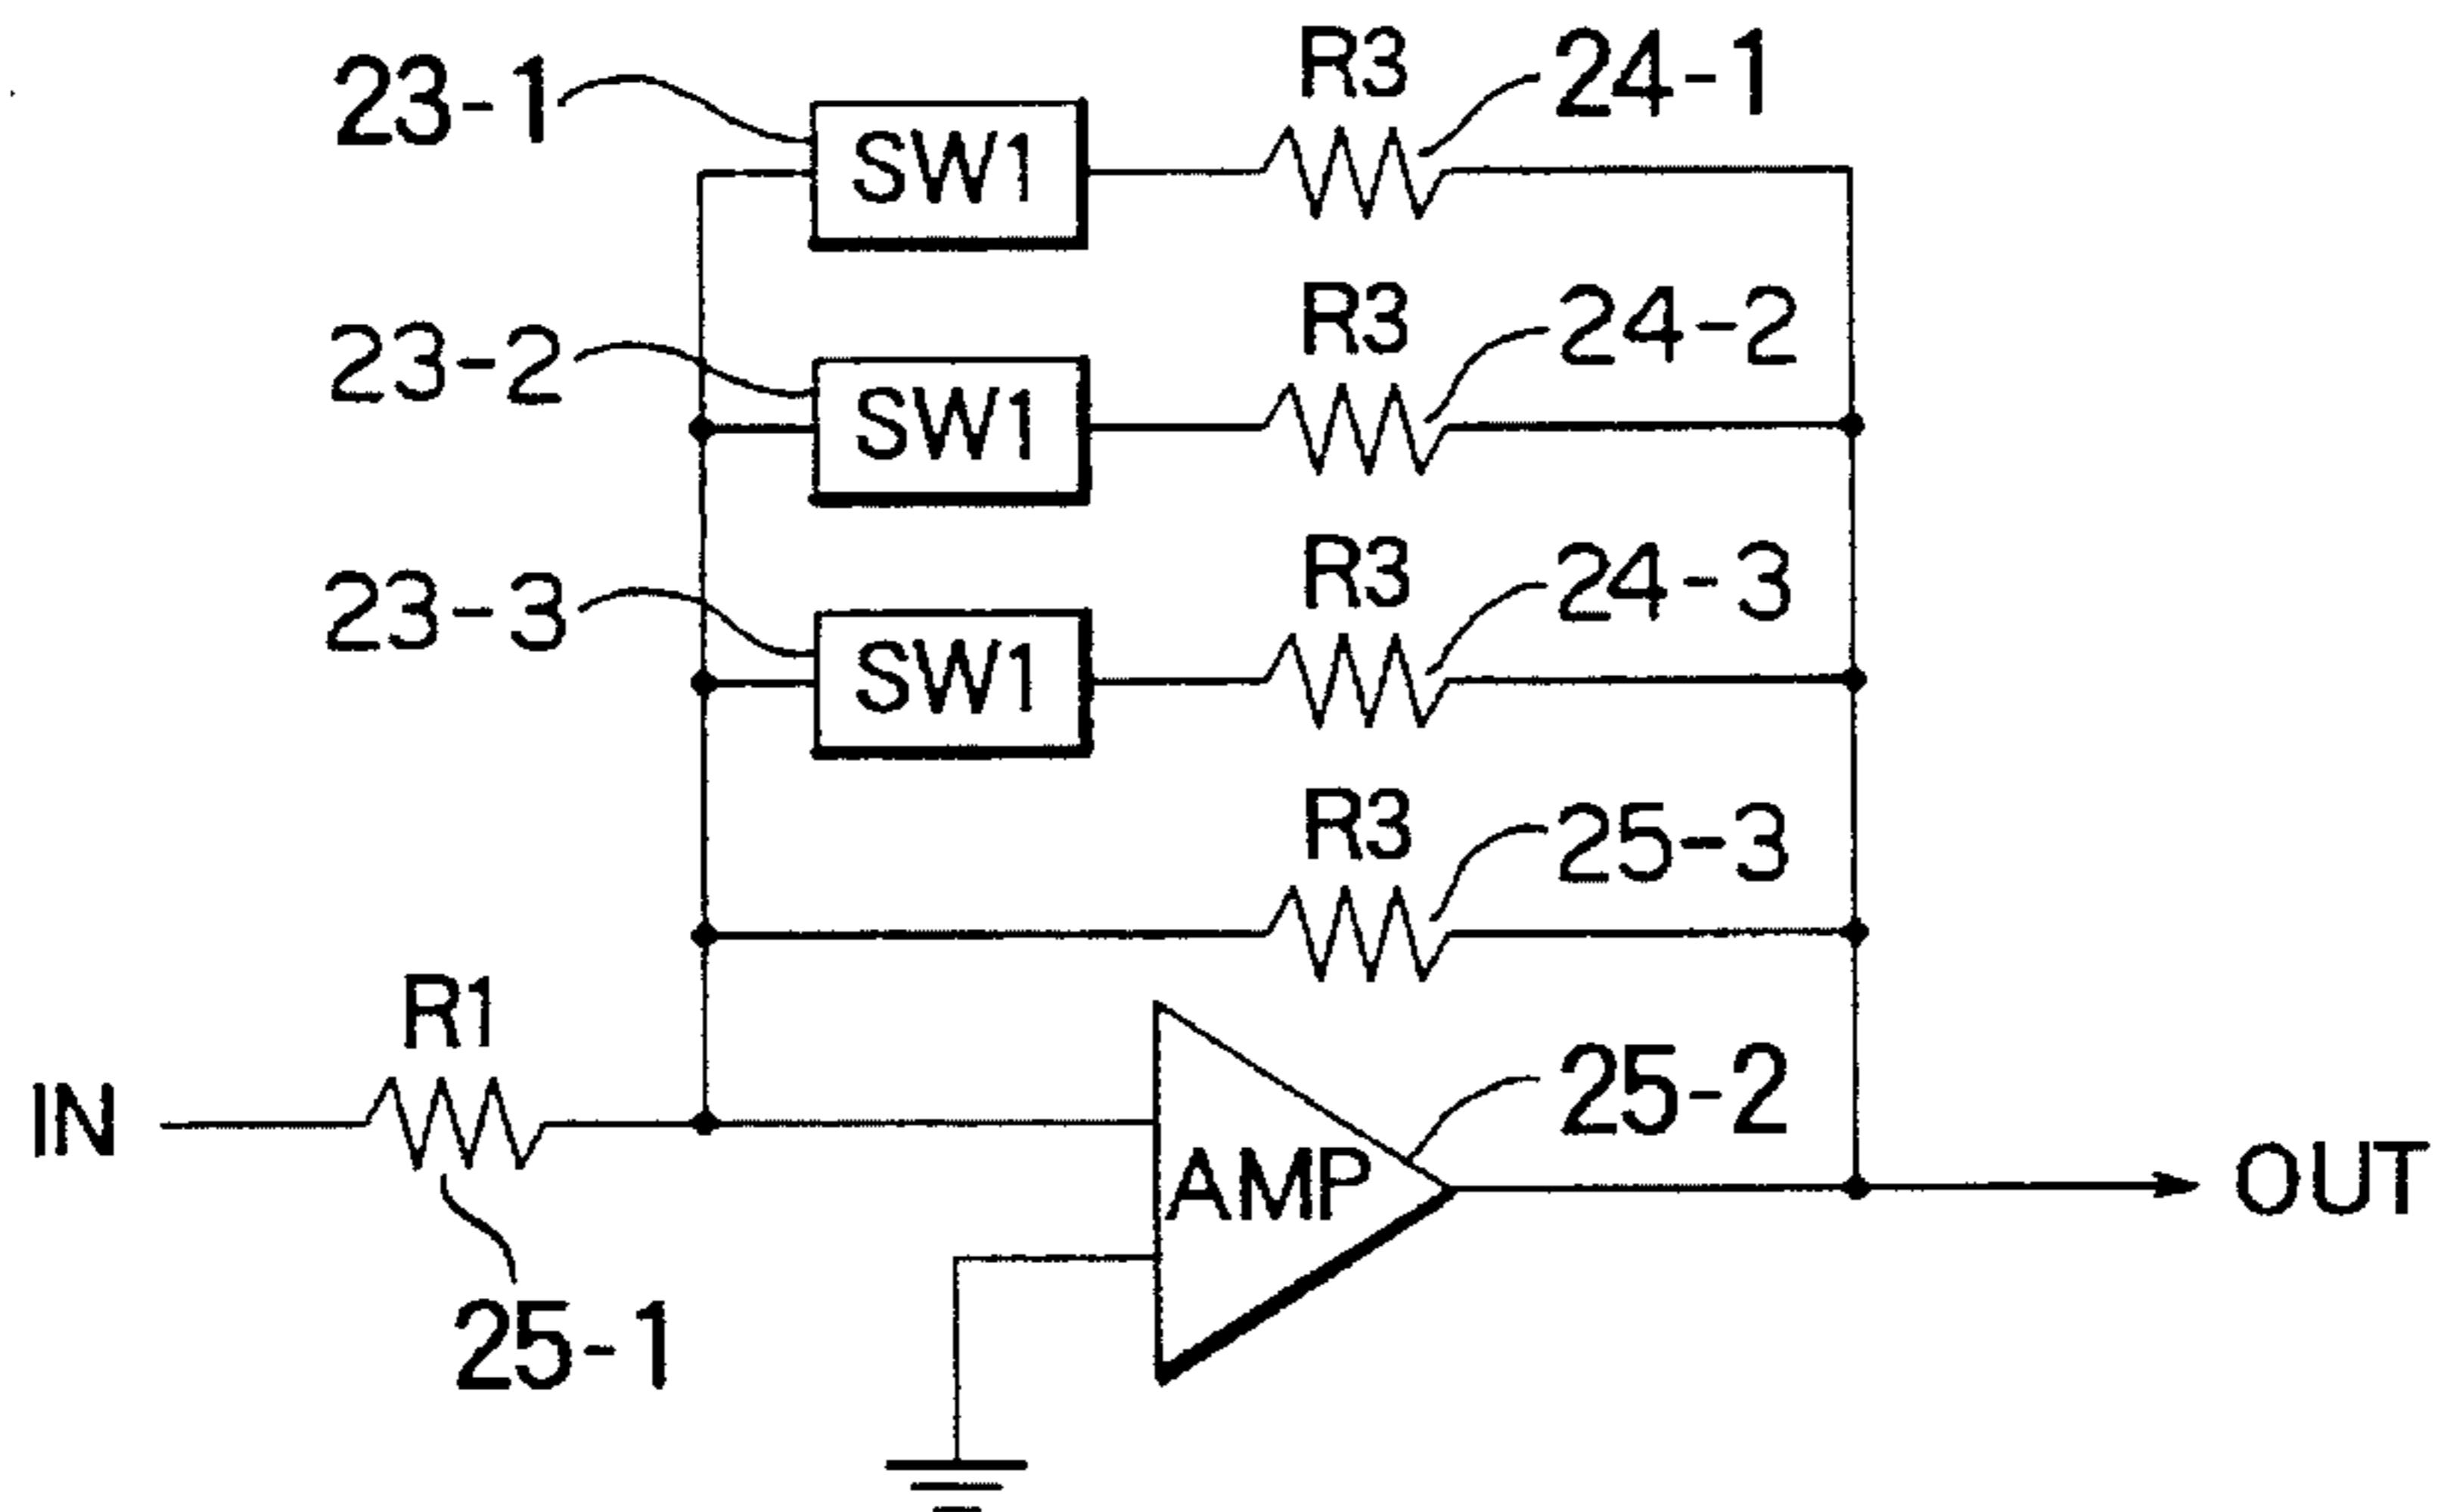 23-1 SW1 R3 24-1
23-2 SW1 R3 24-2
23-3 SW1 R3 24-3
R3 25-3
R1
IN AMP 25-2 OUT
25-1